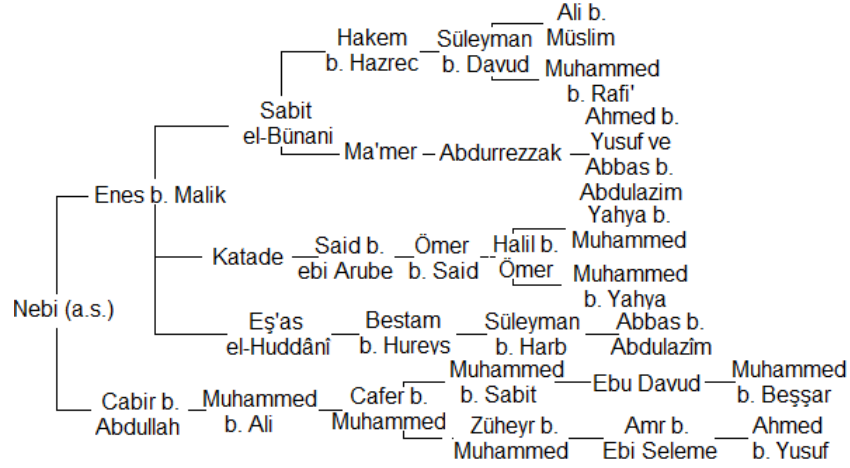 Ali b.
Müslim
Hakem
b. Hazrec
Süleyman
b. Davud
Muhammed
b. Rafi'
Sabit
el-Bünani
Ma'mer
Abdurrezzak
Ahmed b.
Yusuf ve
Abbas b.
Abdulazim
Enes b. Malik
Yahya b.
Muhammed
Katade
Said b.
ebi Arube
Ömer
b. Said
Halil b.
Ömer
Muhammed
b. Yahya
Nebi (a.s.)
Eş'as
el-Huddânî
Bestam
b. Hureys
Süleyman
b. Harb
Abbas b.
Abdulazîm
Cabir b.
Abdullah
Muhammed
b. Ali
Cafer b.
Muhammed
Muhammed
b. Sabit
Ebu Davud
Muhammed
b. Beşşar
Züheyr b.
Muhammed
Amr b.
Ebi Seleme
Ahmed
b. Yusuf